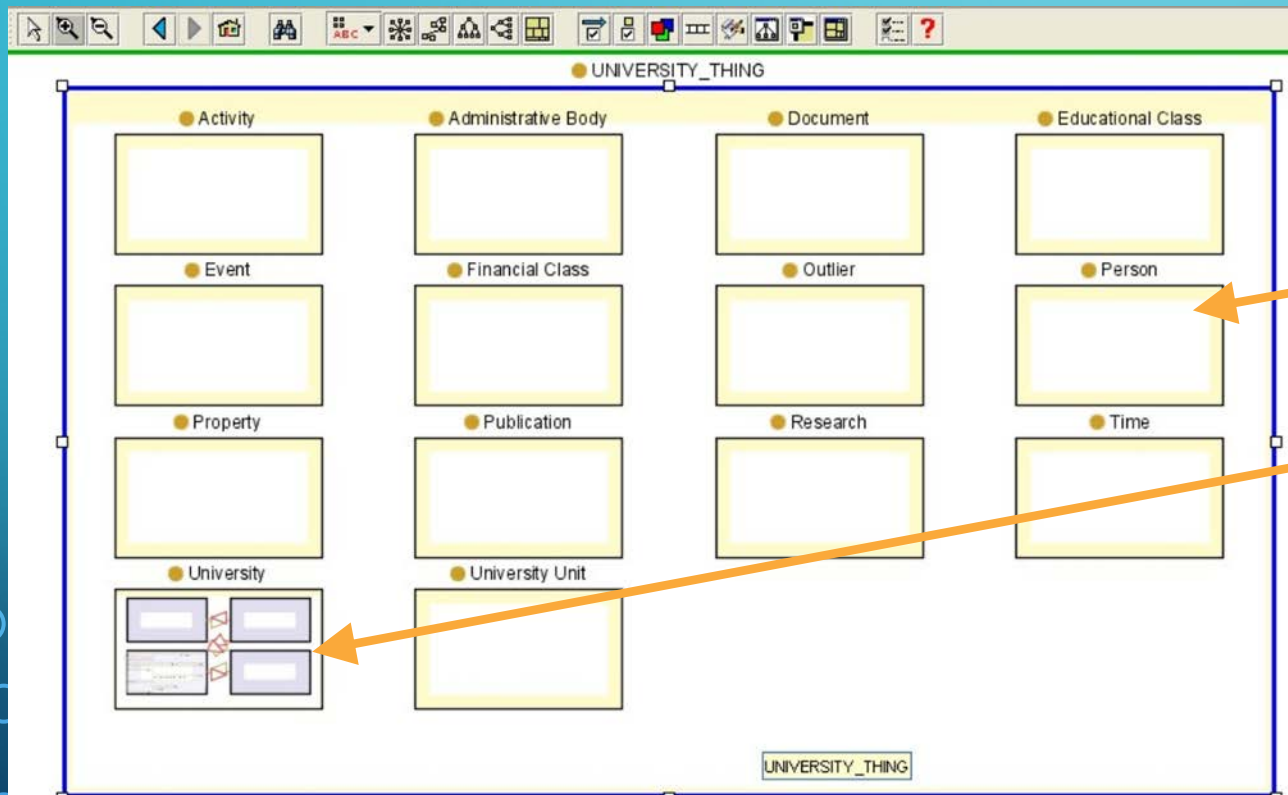 ABC
?
UNIVERSITY_THING
Activity Administrative Body Document Educational Class
Event Financial Class Outlier Person
Property Publication Research Time
University University Unit
UNIVERSITY_THING